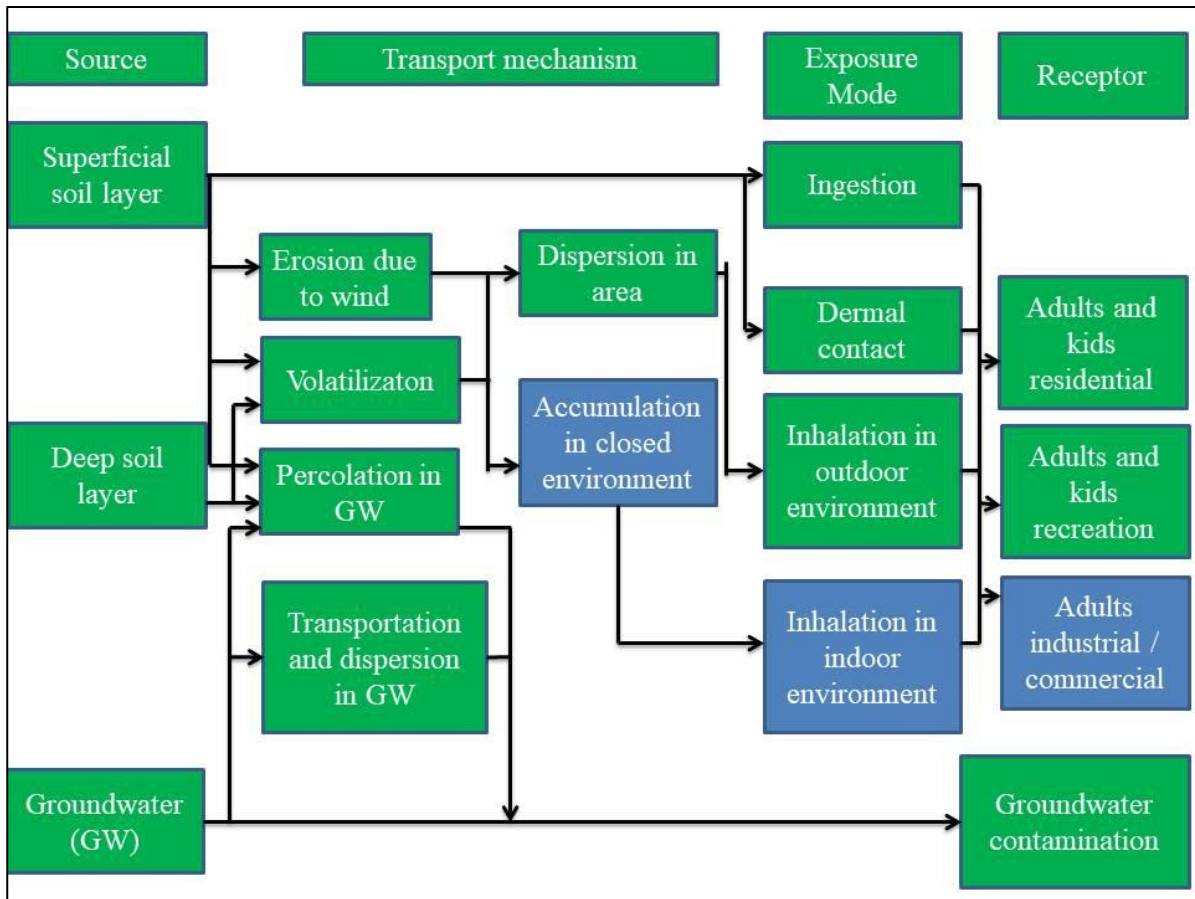 Source
Transport mechanism
Exposure
Mode
Receptor
Superficial
soil layer
Ingestion
Erosion due
to wind
Dispersion in
area
Dermal
contact
Adults and
kids
residential
Volatilizaton
Accumulation
in closed
environment
Inhalation in
outdoor
environment
Deep soil
layer
Percolation in
GW
Adults and
kids
recreation
Transportation
and dispersion
in GW
Inhalation in
indoor
environment
Adults
industrial /
commercial
Groundwater
(GW)
Groundwater
contamination